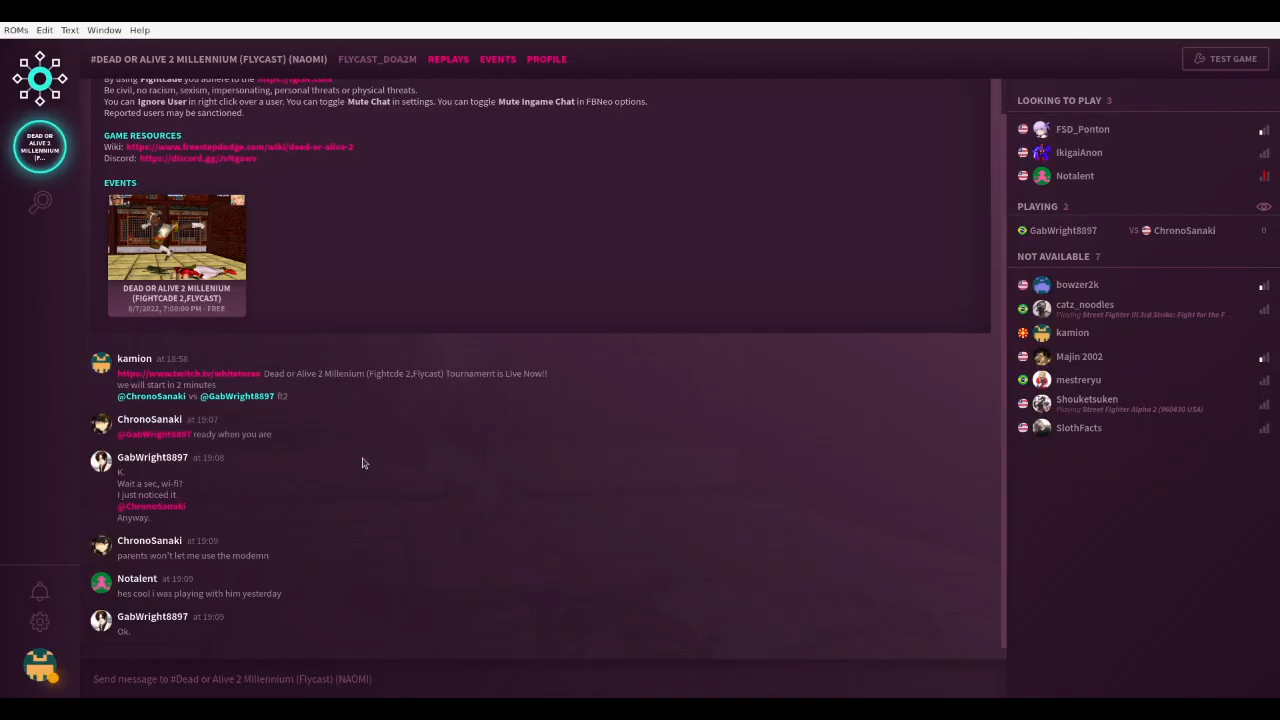 ROMs Edit Text Window Help
#DEAD OR ALIVE 2 MILLENNIUM (FLYCAST) (NAOMI) FLYCAST_DOA2M REPLAYS EVENTS PROFILE
TEST GAME
DEAD OR
ALIVE 2
MILLENNIUM
(F...
By using Fightcade you adhere to the
Be civil, no racism, sexism, impersonating, personal threats or physical threats.
You can Ignore User in right click over a user. You can toggle Mute Chat in settings. You can toggle Mute Ingame Chat in FBNeo options.
Reported users may be sanctioned.
GAME RESOURCES
Wiki: https://www.freestepdodge.com/wiki/dead-or-alive-2
Discord:
EVENTS
DEAD OR ALIVE 2 MILLENIUM
(FIGHTCADE 2,FLYCAST)
8/7/2022, 7:00:00 PM - FREE
kamion at 18:58
https://www.twitch.tv/whitetorao Dead or Alive 2 Millenium (Fightcde 2,Flycast) Tournament is LIve Now!!
we will start in 2 minutes
@ChronoSanaki vs @GabWright8897 ft2
ChronoSanaki at 19:07
@GabWright8897 ready when you are
GabWright8897 at 19:08
K.
Wait a sec, wi-fi?
I just noticed it.
@ChronoSanaki
Anyway.
ChronoSanaki at 19:09
parents won't let me use the modemn
Notalent at 19:09
hes cool i was playing with him yesterday
GabWright8897 at 19:09
Ok.
Send message to #Dead or Alive 2 Millennium (Flycast) (NAOMI)
LOOKING TO PLAY 3
FSD_Ponton
IkigaiAnon
Notalent
PLAYING 2
GabWright8897 VS ChronoSanaki 0
NOT AVAILABLE 7
bowzer2k
catz_noodles
Playing Street Fighter III 3rd Strike: Fight for the F...
kamion
Majin 2002
mestreryu
Shouketsuken
Playing Street Fighter Alpha 2 (960430 USA)
SlothFacts